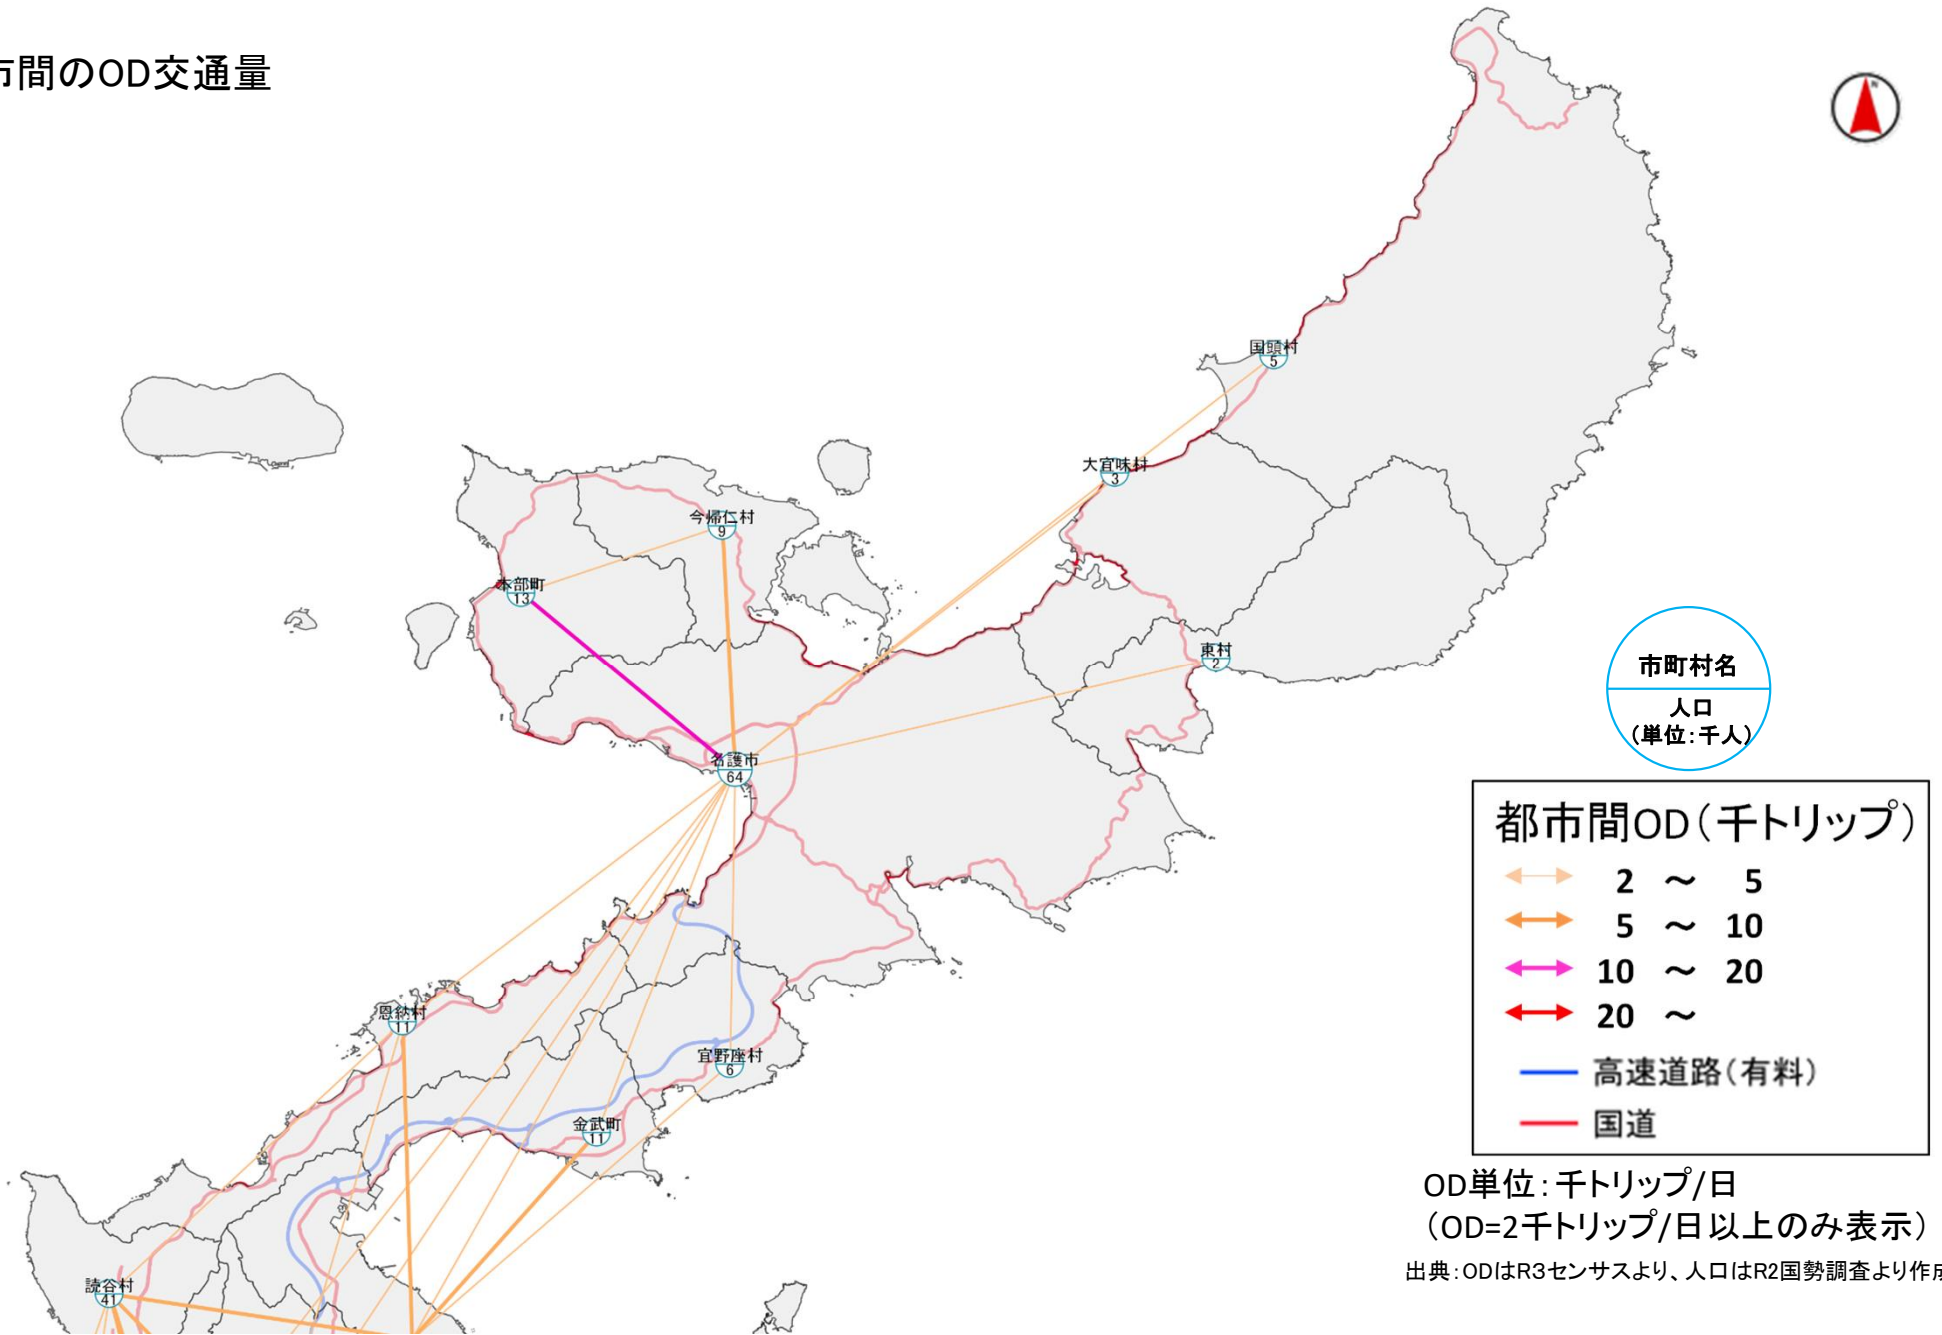 市間のOD交通量
N
国頭村
5
大宜味村
3
今帰仁村
9
本部町
13
東村
2
名護市
64
恩納村
11
宜野座村
6
金武町
11
読谷村
41
市町村名
人口
（単位：千人）
都市間OD（千トリップ）
2 ～ 5
5 ～ 10
10 ～ 20
20 ～
高速道路（有料）
国道
OD単位：千トリップ/日
（OD=2千トリップ/日以上のみ表示）
出典：ODはR3センサスより、人口はR2国勢調査より作成